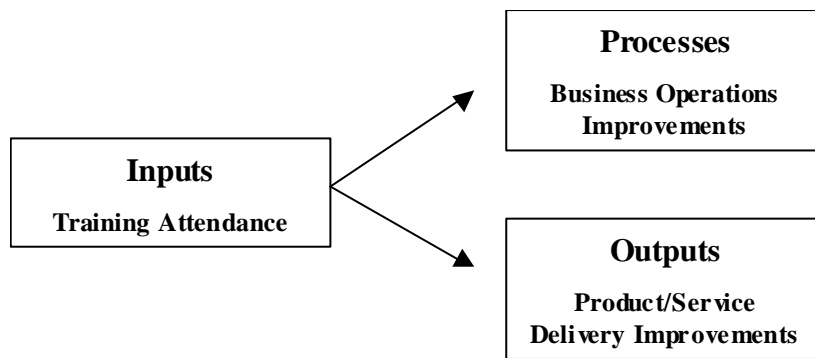 Processes
Business Operations
Improvements
Inputs
Training Attendance
Outputs
Product/Service
Delivery Improvements